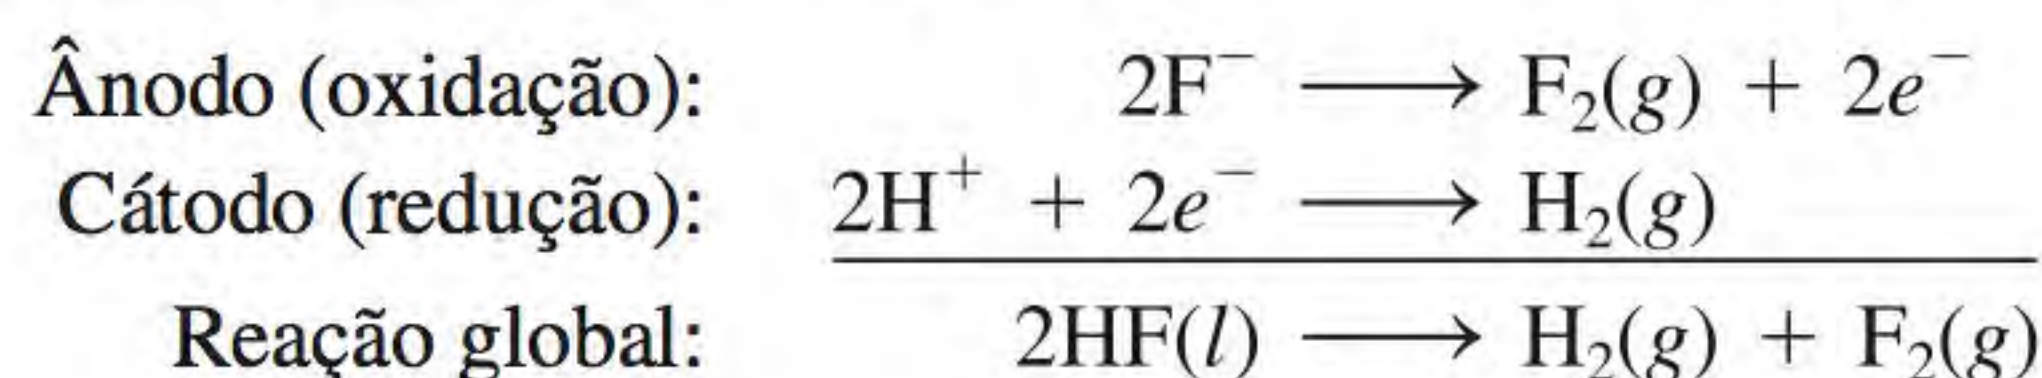 Ânodo (oxidação): 2F⁻ ⟶ F₂(g) + 2e⁻
Cátodo (redução): 2H⁺ + 2e⁻ ⟶ H₂(g)
Reação global: 2HF(l) ⟶ H₂(g) + F₂(g)